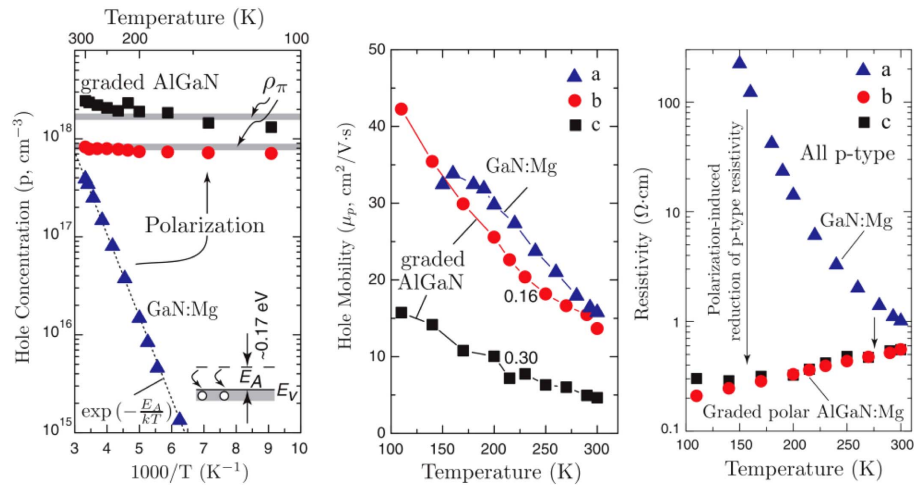 Temperature (K)
300 200 100
graded AlGaN
ρπ
Hole Concentration (p, cm⁻³)
10¹⁸
10¹⁷
10¹⁶
10¹⁵
Polarization
GaN:Mg
~0.17 eV
E_A
E_V
exp(−E_A/kT)
3 4 5 6 7 8 9 10
1000/T (K⁻¹)
50
40
30
20
10
0
Hole Mobility (μₚ, cm²/V·s)
a
b
c
GaN:Mg
graded
AlGaN
0.16
0.30
100 150 200 250 300
Temperature (K)
100
10
1
0.1
Resistivity (Ω·cm)
a
b
c
All p-type
Polarization-induced
reduction of p-type resistivity
GaN:Mg
Graded polar AlGaN:Mg
100 150 200 250 300
Temperature (K)